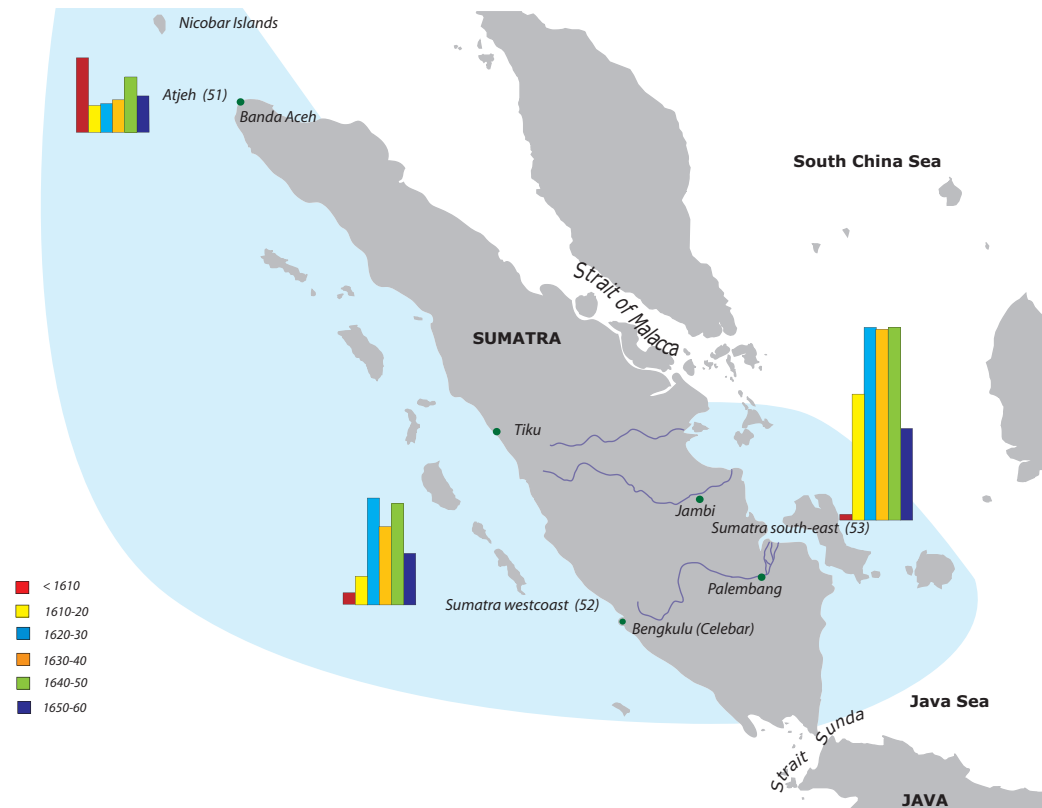 Nicobar Islands
Atjeh (51)
Banda Aceh
South China Sea
Strait of Malacca
SUMATRA
Tiku
Jambi
Sumatra south-east (53)
Palembang
Sumatra westcoast (52)
Bengkulu (Celebar)
< 1610
1610-20
1620-30
1630-40
1640-50
1650-60
Java Sea
Strait Sunda
JAVA